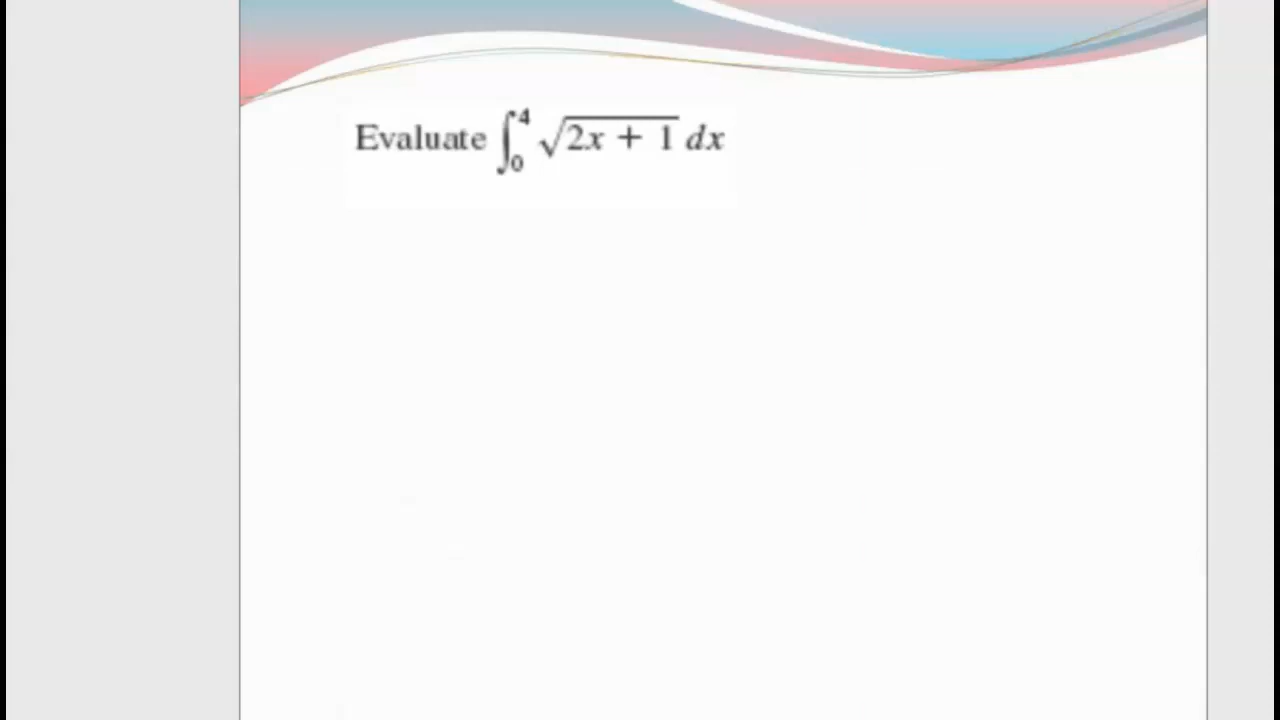 Evaluate ∫₀⁴ √(2x + 1) dx